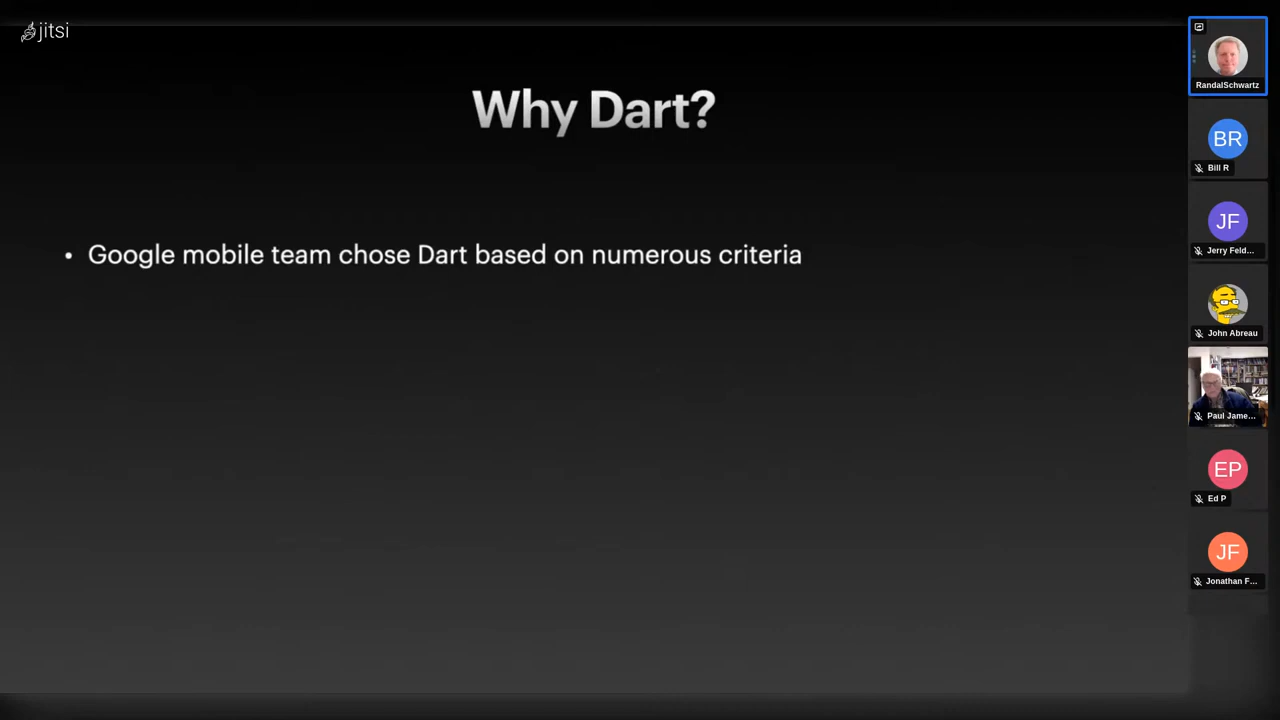 jitsi
Why Dart?
• Google mobile team chose Dart based on numerous criteria
RandalSchwartz
BR
Bill R
JF
Jerry Feld...
John Abreau
Paul Jame...
EP
Ed P
JF
Jonathan F...